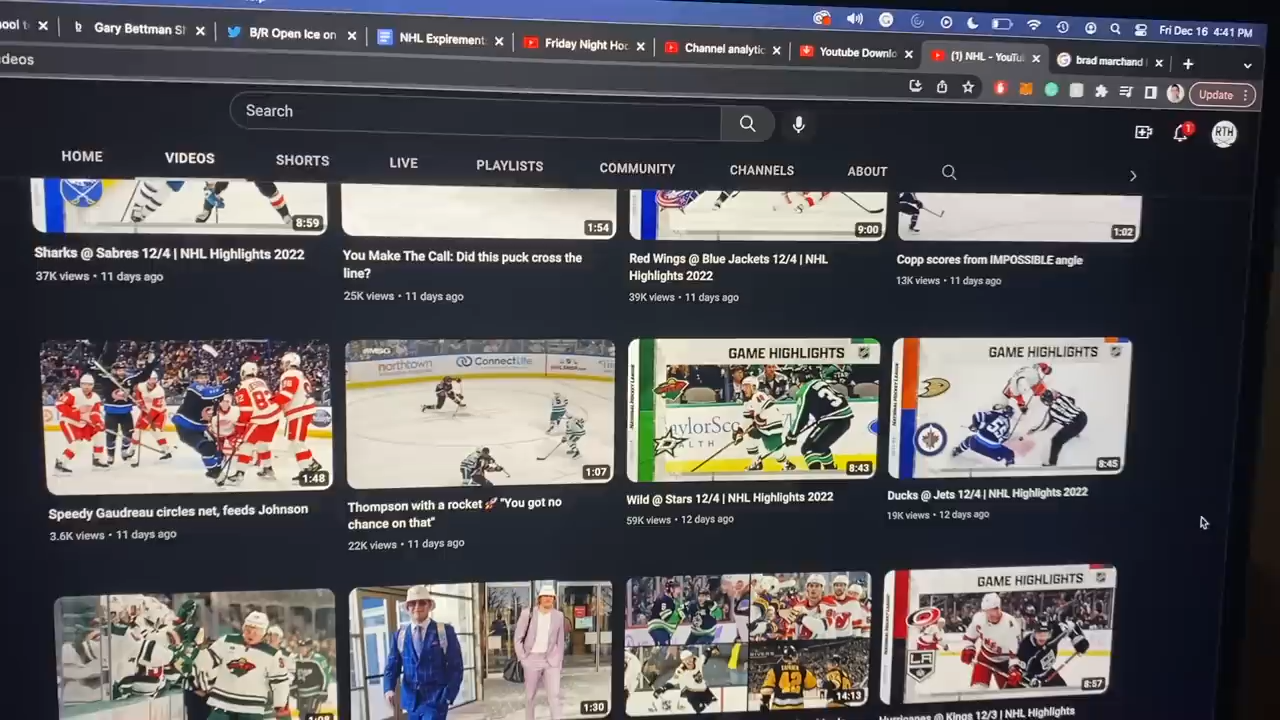 Fri Dec 16 4:41 PM
Gary Bettman
B/R Open Ice on
NHL Expirement
Friday Night Hoc
Channel analytic
Youtube Downlo
(1) NHL - YouTu
brad marchand
deos
Update
Search
1
RTH
HOME
VIDEOS
SHORTS
LIVE
PLAYLISTS
COMMUNITY
CHANNELS
ABOUT
8:59
1:54
9:00
1:02
Sharks @ Sabres 12/4 | NHL Highlights 2022
37K views • 11 days ago
You Make The Call: Did this puck cross the
line?
25K views • 11 days ago
Red Wings @ Blue Jackets 12/4 | NHL
Highlights 2022
39K views • 11 days ago
Copp scores from IMPOSSIBLE angle
13K views • 11 days ago
1:48
MSG
northtown
ConnectLife
1:07
GAME HIGHLIGHTS
8:43
GAME HIGHLIGHTS
8:45
Speedy Gaudreau circles net, feeds Johnson
3.6K views • 11 days ago
Thompson with a rocket 🚀 "You got no
chance on that"
22K views • 11 days ago
Wild @ Stars 12/4 | NHL Highlights 2022
59K views • 12 days ago
Ducks @ Jets 12/4 | NHL Highlights 2022
19K views • 12 days ago
1:08
1:30
14:13
GAME HIGHLIGHTS
8:57
Hurricanes @ Kings 12/3 | NHL Highlights